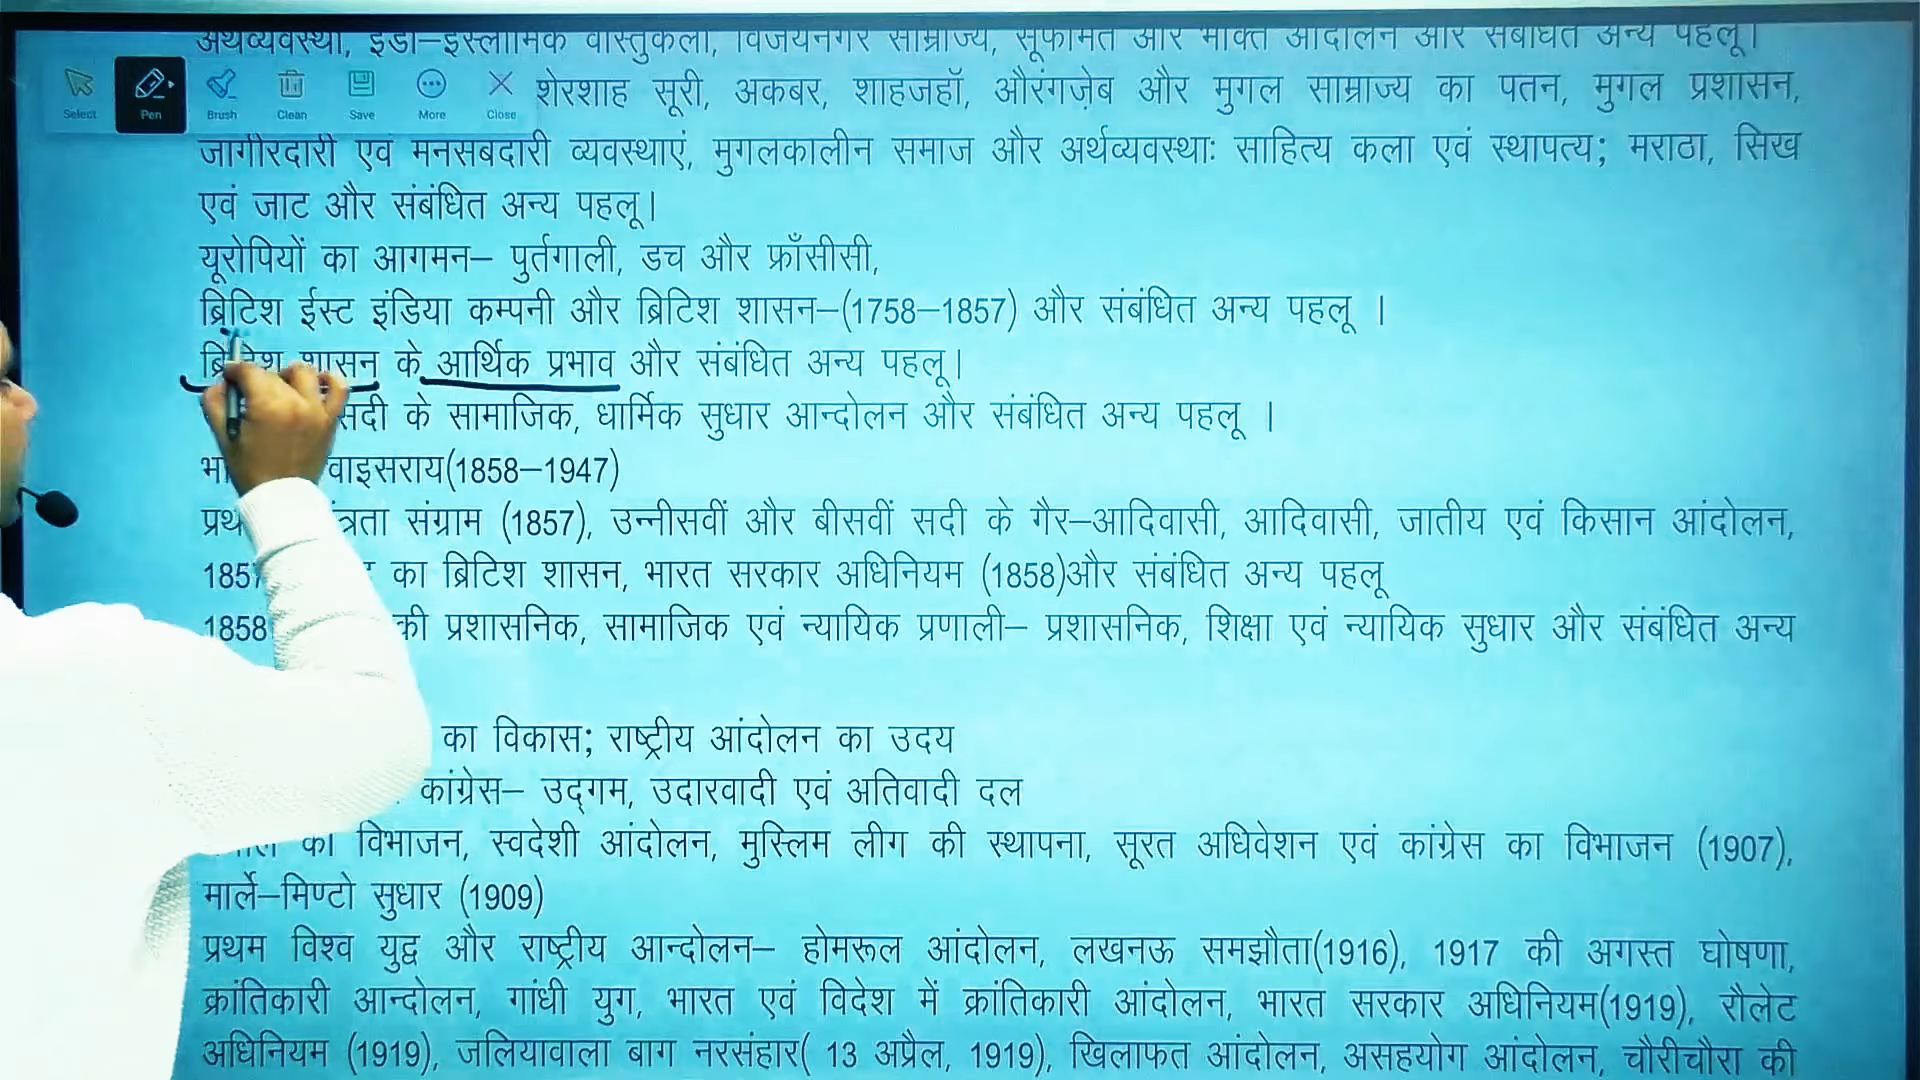 अर्थव्यवस्था, इंडो–इस्लामिक वास्तुकला, विजयनगर साम्राज्य, सूफीमत और भक्ति आंदोलन और संबंधित अन्य पहलू।
शेरशाह सूरी, अकबर, शाहजहॉ, औरंगज़ेब और मुगल साम्राज्य का पतन, मुगल प्रशासन,
Select Pen Brush Clean Save More Close
जागीरदारी एवं मनसबदारी व्यवस्थाएं, मुगलकालीन समाज और अर्थव्यवस्थाः साहित्य कला एवं स्थापत्य; मराठा, सिख
एवं जाट और संबंधित अन्य पहलू।
यूरोपियों का आगमन– पुर्तगाली, डच और फ्राँसीसी,
ब्रिटिश ईस्ट इंडिया कम्पनी और ब्रिटिश शासन–(1758–1857) और संबंधित अन्य पहलू ।
शासन के आर्थिक प्रभाव और संबंधित अन्य पहलू।
सदी के सामाजिक, धार्मिक सुधार आन्दोलन और संबंधित अन्य पहलू ।
वाइसराय(1858–1947)
संग्राम (1857), उन्नीसवीं और बीसवीं सदी के गैर–आदिवासी, आदिवासी, जातीय एवं किसान आंदोलन,
का ब्रिटिश शासन, भारत सरकार अधिनियम (1858)और संबंधित अन्य पहलू
1858 की प्रशासनिक, सामाजिक एवं न्यायिक प्रणाली– प्रशासनिक, शिक्षा एवं न्यायिक सुधार और संबंधित अन्य
का विकास; राष्ट्रीय आंदोलन का उदय
कांग्रेस– उद्गम, उदारवादी एवं अतिवादी दल
का विभाजन, स्वदेशी आंदोलन, मुस्लिम लीग की स्थापना, सूरत अधिवेशन एवं कांग्रेस का विभाजन (1907),
मार्ले–मिण्टो सुधार (1909)
प्रथम विश्व युद्व और राष्ट्रीय आन्दोलन– होमरूल आंदोलन, लखनऊ समझौता(1916), 1917 की अगस्त घोषणा,
क्रांतिकारी आन्दोलन, गांधी युग, भारत एवं विदेश में क्रांतिकारी आंदोलन, भारत सरकार अधिनियम(1919), रौलेट
अधिनियम (1919), जलियावाला बाग नरसंहार( 13 अप्रैल, 1919), खिलाफत आंदोलन, असहयोग आंदोलन, चौरीचौरा की